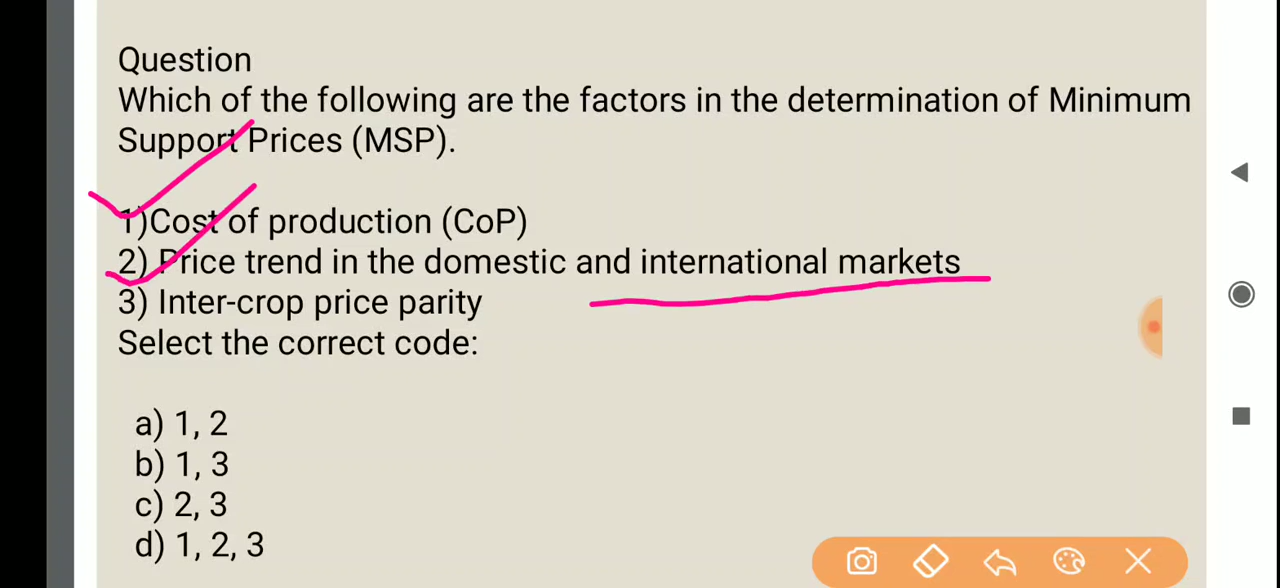 Question
Which of the following are the factors in the determination of Minimum
Support Prices (MSP).
1)Cost of production (CoP)
2) Price trend in the domestic and international markets
3) Inter-crop price parity
Select the correct code:
a) 1, 2
b) 1, 3
c) 2, 3
d) 1, 2, 3